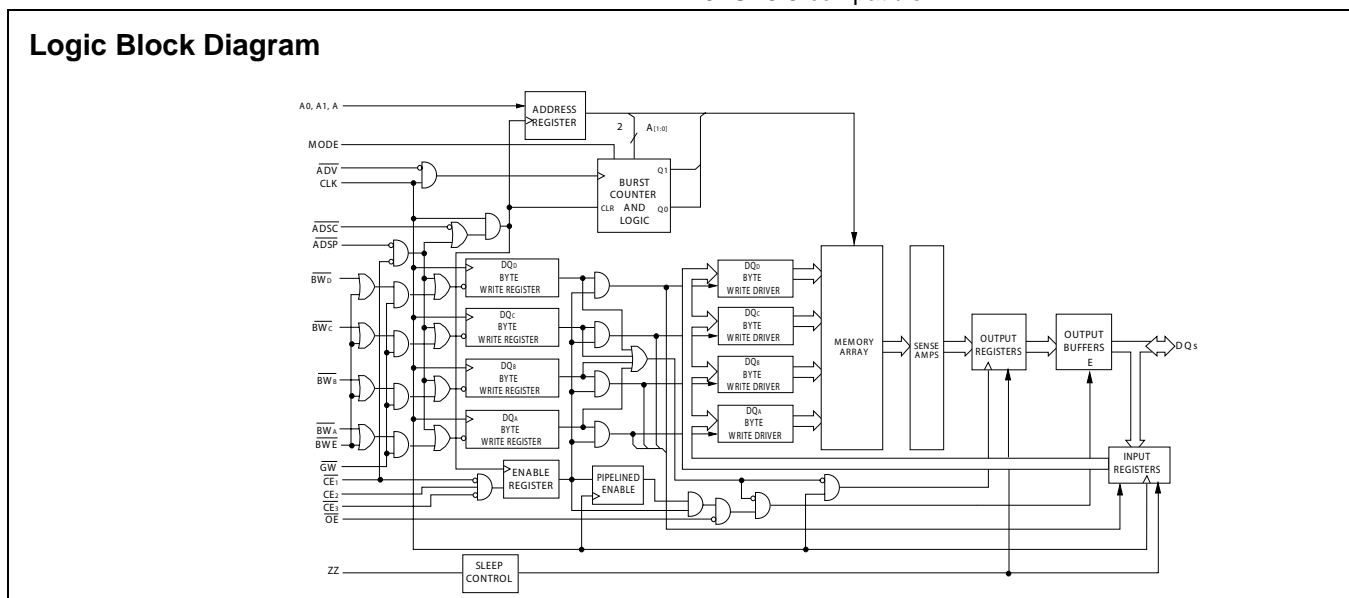 Logic Block Diagram
A0, A1, A
ADDRESS
REGISTER
2
A[1:0]
MODE
ADV
CLK
BURST
COUNTER
AND
LOGIC
CLR
Q1
Q0
ADSC
ADSP
BWD
DQD
BYTE
WRITE REGISTER
DQD
BYTE
WRITE DRIVER
BWC
DQC
BYTE
WRITE REGISTER
DQC
BYTE
WRITE DRIVER
MEMORY
ARRAY
SENSE
AMPS
OUTPUT
REGISTERS
OUTPUT
BUFFERS
E
DQs
BWB
DQB
BYTE
WRITE REGISTER
DQB
BYTE
WRITE DRIVER
BWA
BWE
DQA
BYTE
WRITE REGISTER
DQA
BYTE
WRITE DRIVER
GW
CE1
CE2
CE3
OE
ENABLE
REGISTER
PIPELINED
ENABLE
INPUT
REGISTERS
ZZ
SLEEP
CONTROL